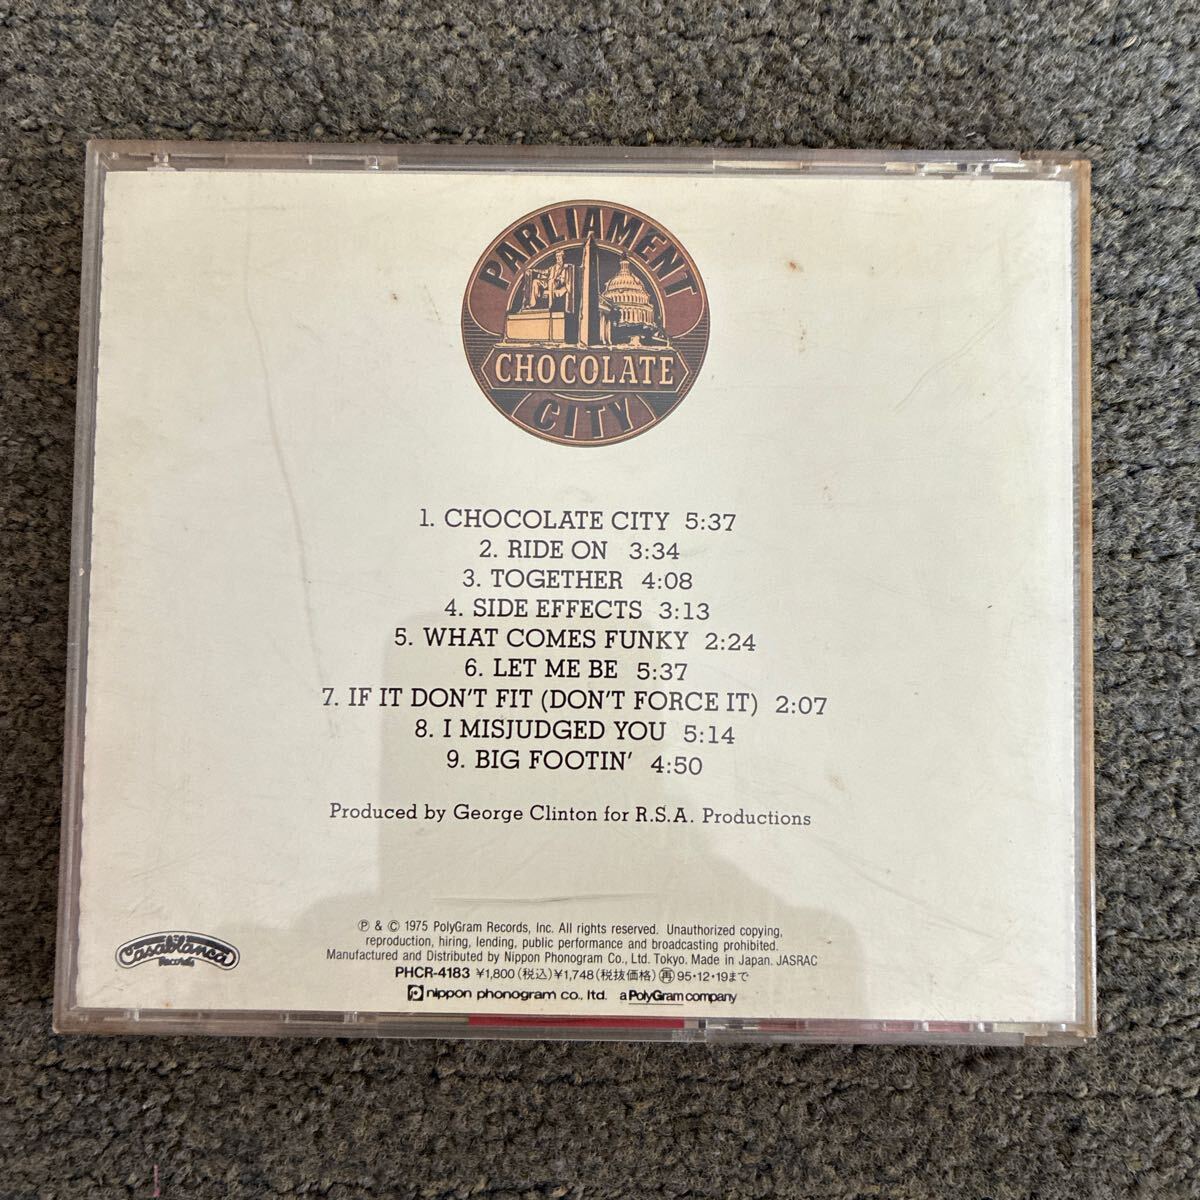 PARLIAMENT
CHOCOLATE
CITY
1. CHOCOLATE CITY 5:37
2. RIDE ON 3:34
3. TOGETHER 4:08
4. SIDE EFFECTS 3:13
5. WHAT COMES FUNKY 2:24
6. LET ME BE 5:37
7. IF IT DON'T FIT (DON'T FORCE IT) 2:07
8. I MISJUDGED YOU 5:14
9. BIG FOOTIN' 4:50
Produced by George Clinton for R.S.A. Productions
Ⓟ & © 1975 PolyGram Records, Inc. All rights reserved. Unauthorized copying,
reproduction, hiring, lending, public performance and broadcasting prohibited.
Manufactured and Distributed by Nippon Phonogram Co., Ltd. Tokyo. Made in Japan. JASRAC
PHCR-4183 ¥1,800(税込)¥1,748(税抜価格)㊢95・12・19まで
nippon phonogram co., ltd. a PolyGram company
Casablanca
Records